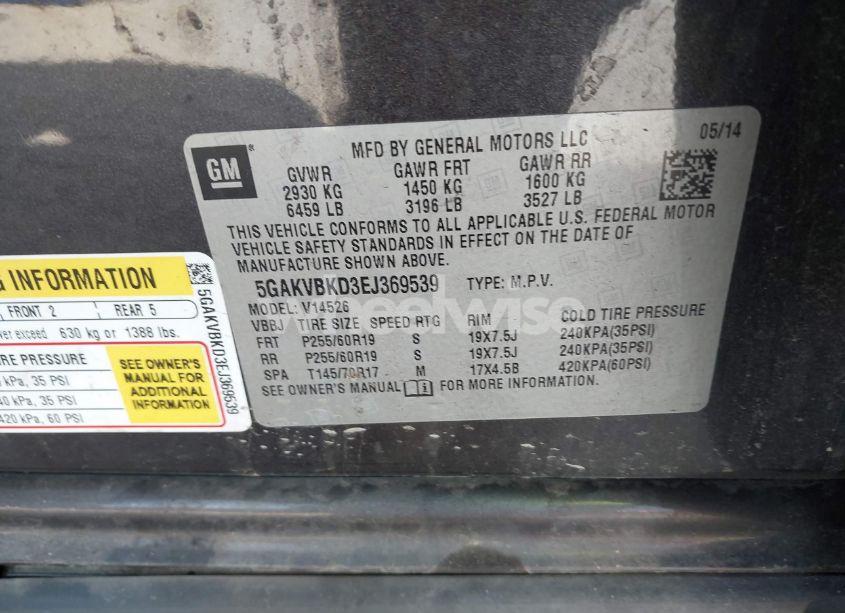 GM
MFD BY GENERAL MOTORS LLC
05/14
GVWR GAWR FRT GAWR RR
2930 KG 1450 KG 1600 KG
6459 LB 3196 LB 3527 LB
THIS VEHICLE CONFORMS TO ALL APPLICABLE U.S. FEDERAL MOTOR
VEHICLE SAFETY STANDARDS IN EFFECT ON THE DATE OF
MANUFACTURE SHOWN ABOVE.
5GAKVBKD3EJ369539 TYPE: M.P.V.
MODEL: V14526
VBBJ TIRE SIZE SPEED RTG RIM COLD TIRE PRESSURE
FRT P255/60R19 S 19X7.5J 240KPA(35PSI)
RR P255/60R19 S 19X7.5J 240KPA(35PSI)
SPA T145/70R17 M 17X4.5B 420KPA(60PSI)
SEE OWNER'S MANUAL FOR MORE INFORMATION.
INFORMATION
FRONT 2 REAR 5
exceed 630 kg or 1388 lbs.
PRESSURE
kPa, 35 PSI
40 kPa, 35 PSI
420 kPa, 60 PSI
SEE OWNER'S
MANUAL FOR
ADDITIONAL
INFORMATION
5GAKVBKD3EJ369539
wheelwise